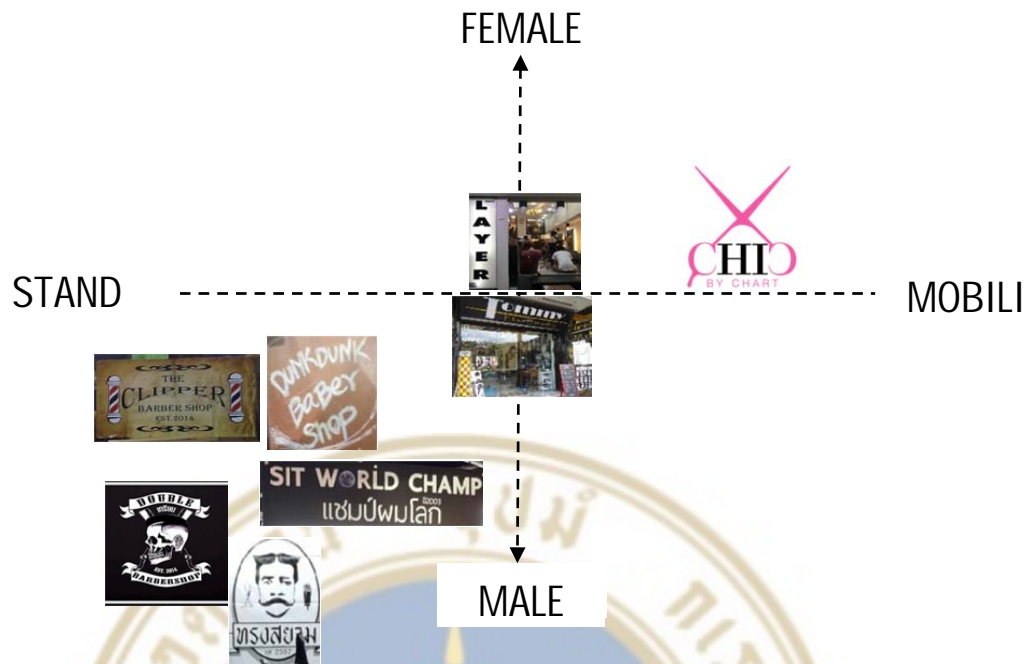 FEMALE
LAYER
CHIC
BY CHART
STAND
MOBILI
Tommy
THE
CLIPPER
BARBER SHOP
EST. 2014
DUNKDUNK
BaBer
Shop
SIT WORLD CHAMP
แชมป์ผมโลก
DOUBLE
EST. 2014
BARBERSHOP
MALE
ทรงสยาม